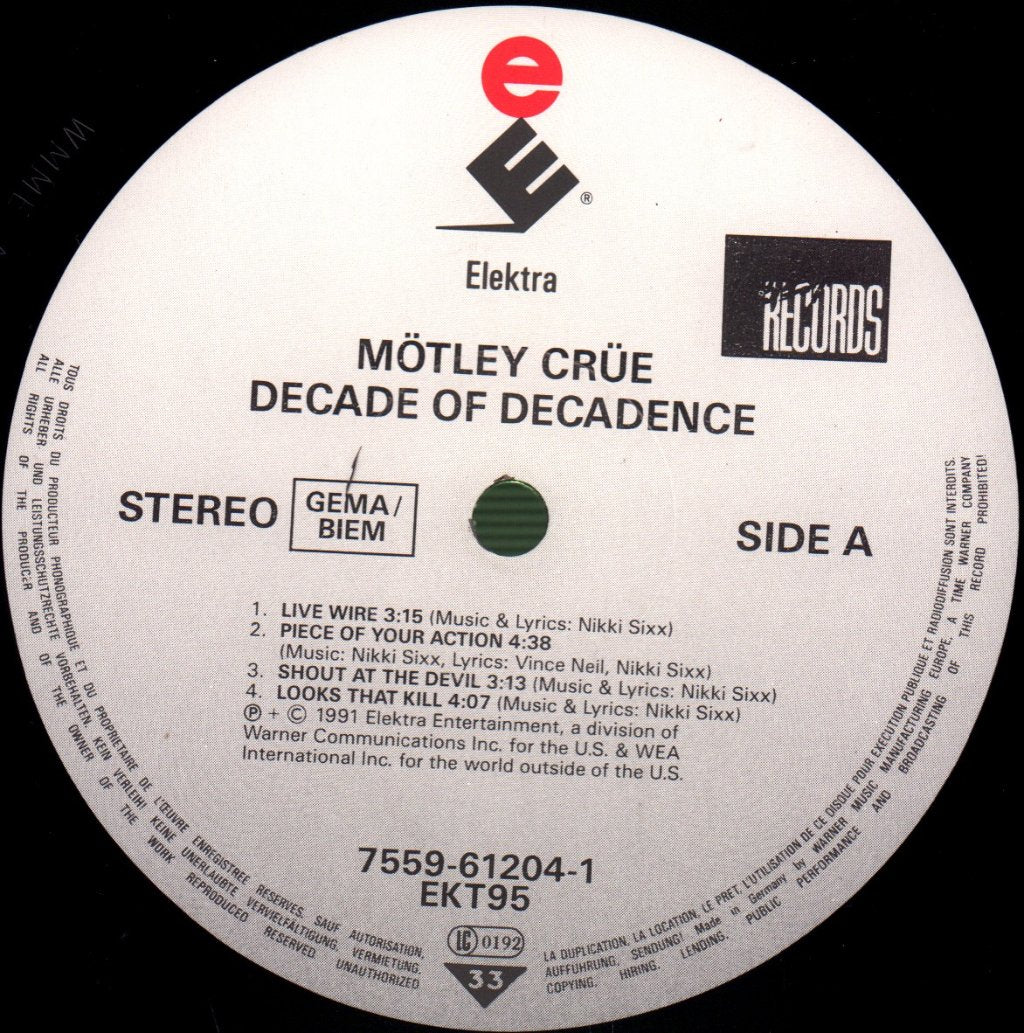 e
E®
Elektra
RECORDS
MÖTLEY CRÜE
DECADE OF DECADENCE
STEREO
GEMA/
BIEM
SIDE A
1. LIVE WIRE 3:15 (Music & Lyrics: Nikki Sixx)
2. PIECE OF YOUR ACTION 4:38
(Music: Nikki Sixx, Lyrics: Vince Neil, Nikki Sixx)
3. SHOUT AT THE DEVIL 3:13 (Music & Lyrics: Nikki Sixx)
4. LOOKS THAT KILL 4:07 (Music & Lyrics: Nikki Sixx)
℗ + © 1991 Elektra Entertainment, a division of
Warner Communications Inc. for the U.S. & WEA
International Inc. for the world outside of the U.S.
7559-61204-1
EKT95
LC 0192
33
TOUS DROITS DU PRODUCTEUR PHONOGRAPHIQUE ET DU PROPRIETAIRE DE L'ŒUVRE ENREGISTREE RESERVES. SAUF AUTORISATION,
LA DUPLICATION, LA LOCATION, LE PRET, L'UTILISATION DE CE DISQUE POUR EXECUTION PUBLIQUE ET RADIODIFFUSION SONT INTERDITS.
ALLE URHEBER UND LEISTUNGSSCHUTZRECHTE VORBEHALTEN. KEIN VERLEIH! KEINE UNERLAUBTE VERVIELFÄLTIGUNG, VERMIETUNG,
AUFFUHRUNG, SENDUNG! Made in Germany by WARNER MUSIC MANUFACTURING EUROPE. A TIME WARNER COMPANY
ALL RIGHTS OF THE PRODUCER AND OF THE OWNER OF THE WORK REPRODUCED RESERVED UNAUTHORIZED
COPYING, HIRING, LENDING, PUBLIC PERFORMANCE AND BROADCASTING OF THIS RECORD PROHIBITED!